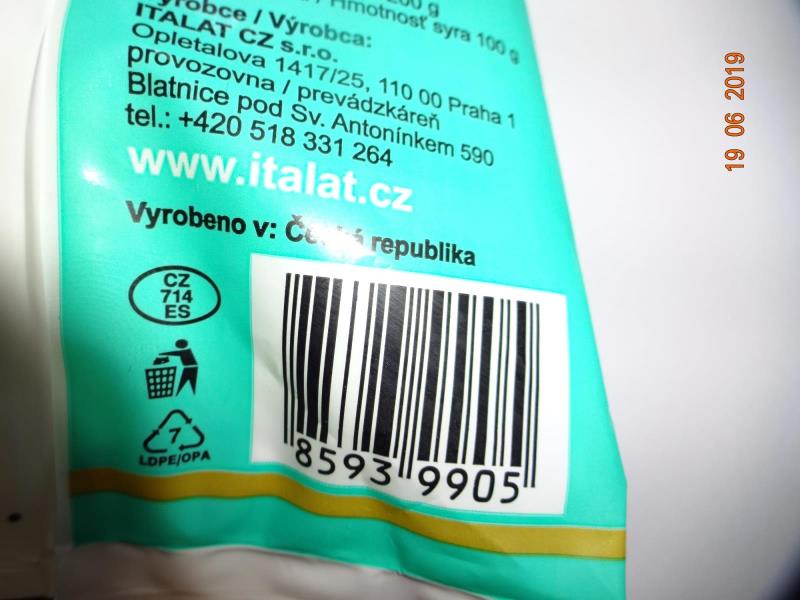 200 g
/ Hmotnosť syra 100 g
Výrobce / Výrobca:
ITALAT CZ s.r.o.
Opletalova 1417/25, 110 00 Praha 1
provozovna / prevádzkáreň
Blatnice pod Sv. Antonínkem 590
tel.: +420 518 331 264
www.italat.cz
Vyrobeno v: Česká republika
CZ
714
ES
7
LDPE/OPA
8593 9905
19 06 2019